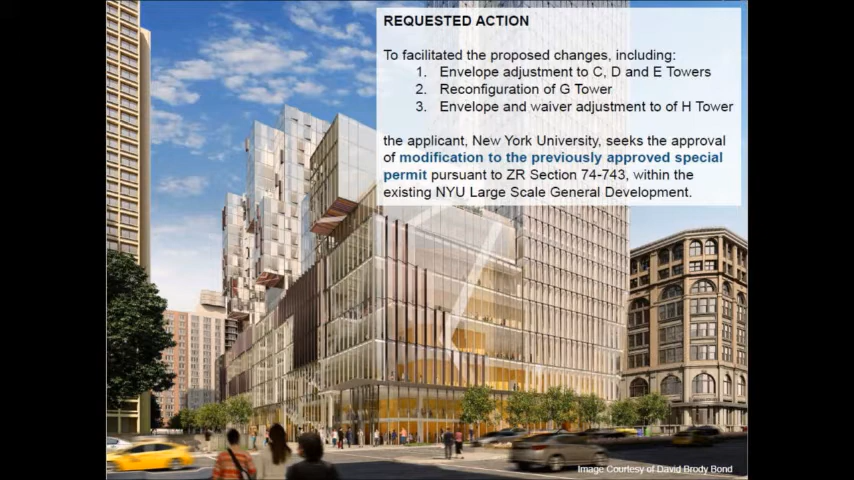 REQUESTED ACTION
To facilitated the proposed changes, including:
1. Envelope adjustment to C, D and E Towers
2. Reconfiguration of G Tower
3. Envelope and waiver adjustment to of H Tower
the applicant, New York University, seeks the approval
of modification to the previously approved special
permit pursuant to ZR Section 74-743, within the
existing NYU Large Scale General Development.
Image Courtesy of David Brody Bond